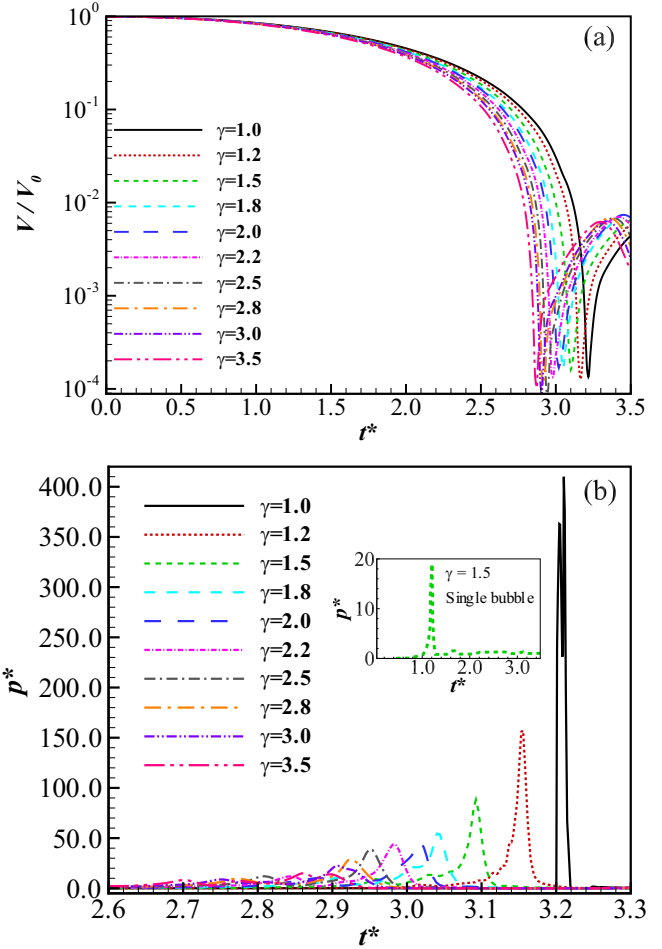 10⁰
(a)
10⁻¹
γ=1.0
γ=1.2
γ=1.5
γ=1.8
γ=2.0
γ=2.2
γ=2.5
γ=2.8
γ=3.0
γ=3.5
V/V₀
10⁻²
10⁻³
10⁻⁴
0.0 0.5 1.0 1.5 2.0 2.5 3.0 3.5
t*
(b)
400.0
350.0
300.0
250.0
200.0
150.0
100.0
50.0
0.0
p*
γ=1.0
γ=1.2
γ=1.5
γ=1.8
γ=2.0
γ=2.2
γ=2.5
γ=2.8
γ=3.0
γ=3.5
20
10
0
p*
γ = 1.5
Single bubble
1.0 2.0 3.0
t*
2.6 2.7 2.8 2.9 3.0 3.1 3.2 3.3
t*